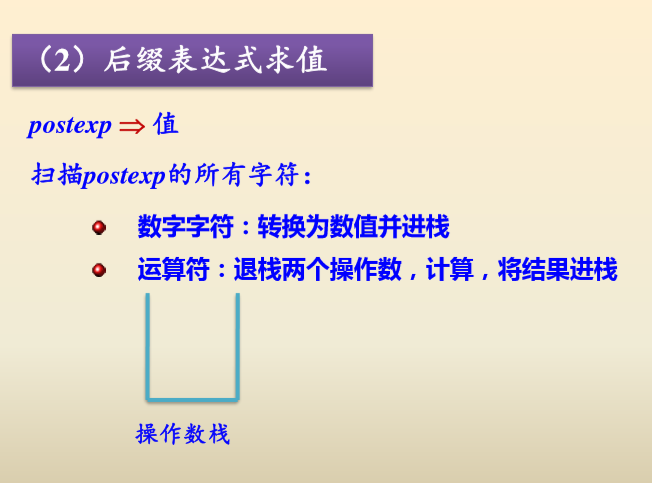 （2）后缀表达式求值
postexp ⇒ 值
扫描postexp的所有字符：
数字字符：转换为数值并进栈
运算符：退栈两个操作数，计算，将结果进栈
操作数栈